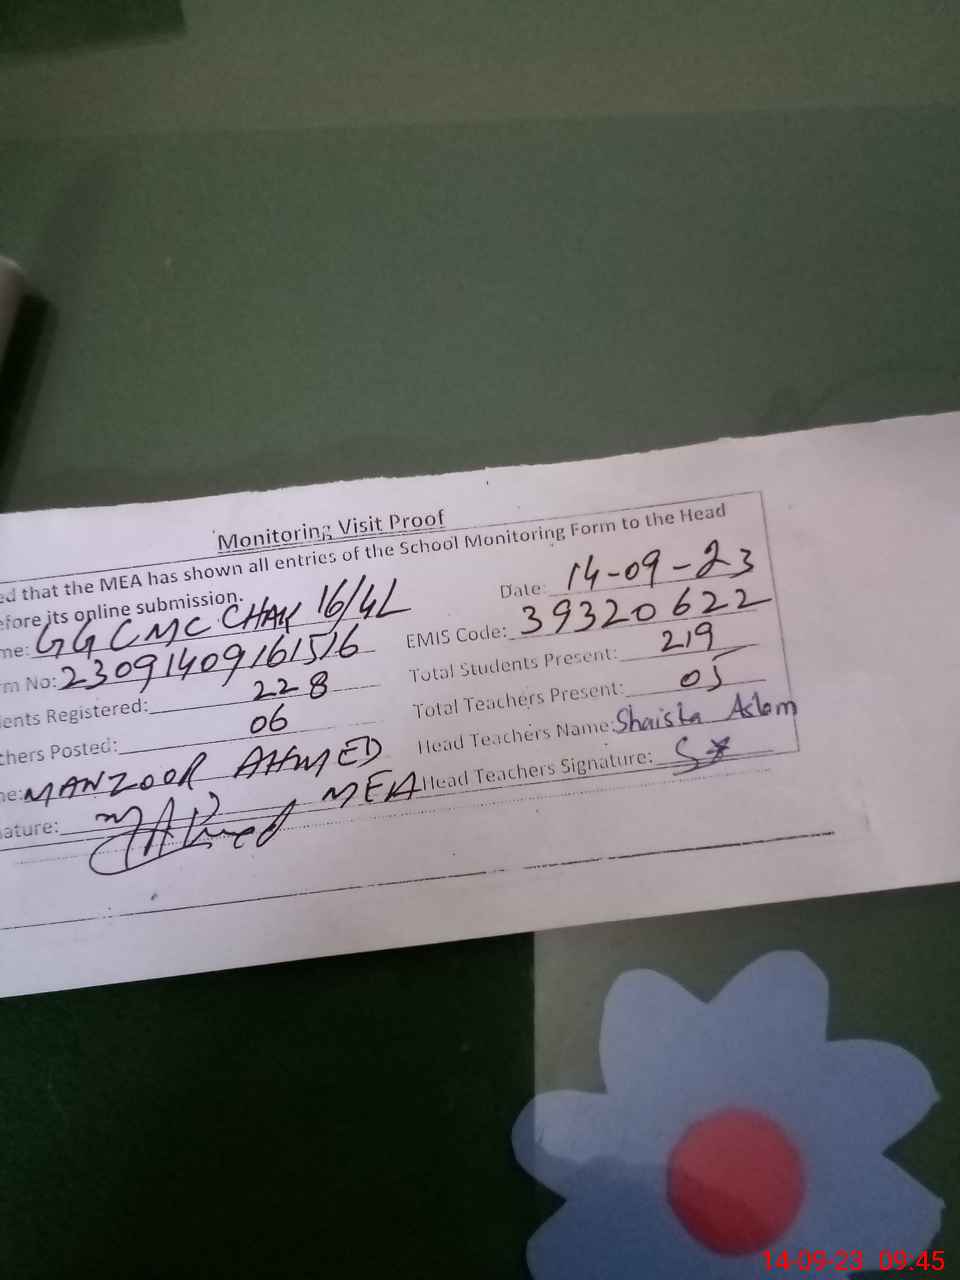 Monitoring Visit Proof
ed that the MEA has shown all entries of the School Monitoring Form to the Head
efore its online submission.
me: GGCMC CHAK 16/4L Date: 14-09-23
rm No: 23091409161516 EMIS Code: 39320622
ents Registered: 228 Total Students Present: 219
chers Posted: 06 Total Teachers Present: 05
me: MANZOOR AHMED Head Teachers Name: Shaista Aslam
MEA
ature: MAhmed Head Teachers Signature:
14-09-23 09:45